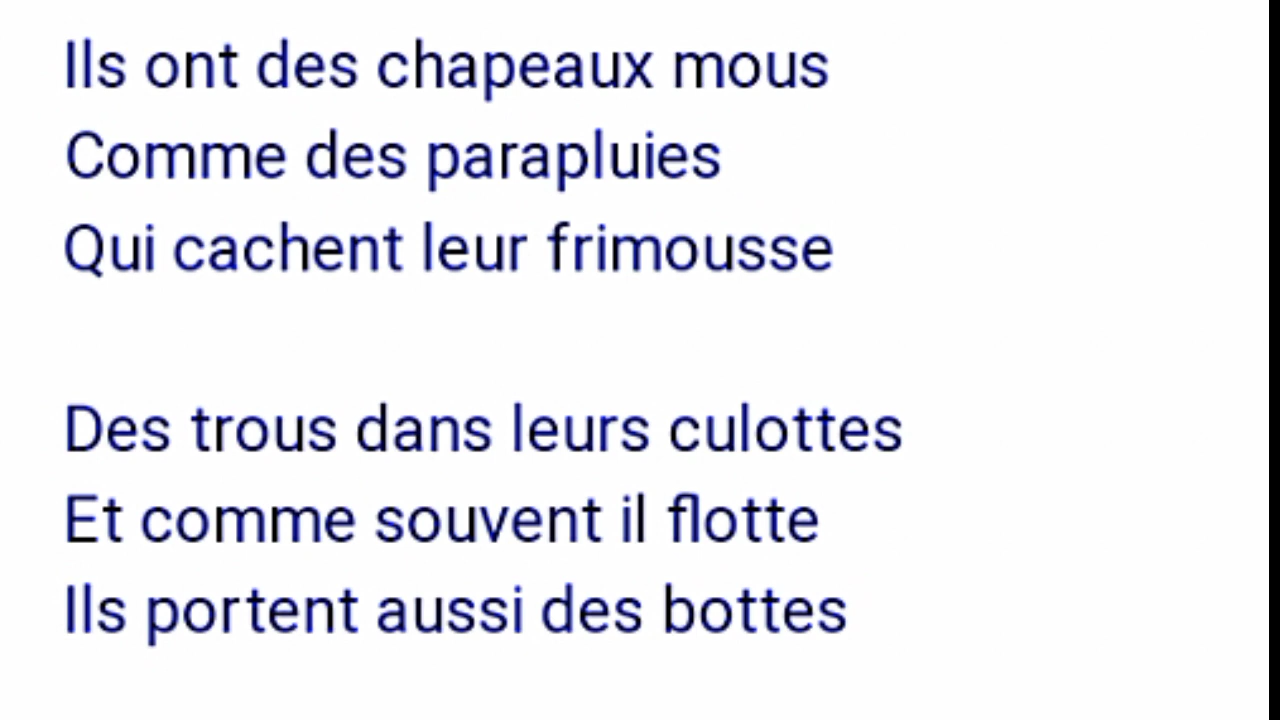 Ils ont des chapeaux mous
Comme des parapluies
Qui cachent leur frimousse
Des trous dans leurs culottes
Et comme souvent il flotte
Ils portent aussi des bottes